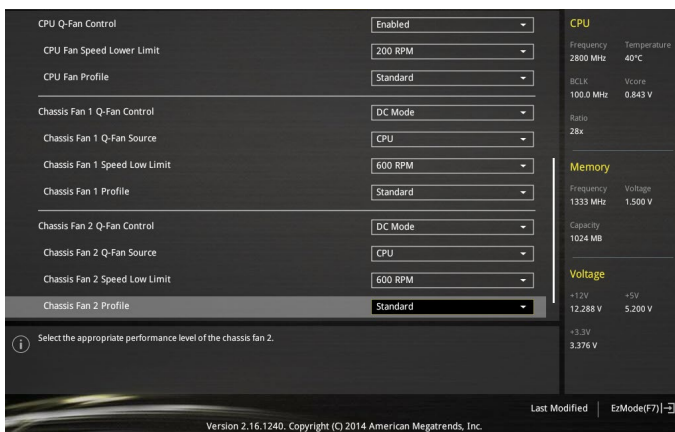 CPU Q-Fan Control Enabled
CPU Fan Speed Lower Limit 200 RPM
CPU Fan Profile Standard
Chassis Fan 1 Q-Fan Control DC Mode
Chassis Fan 1 Q-Fan Source CPU
Chassis Fan 1 Speed Low Limit 600 RPM
Chassis Fan 1 Profile Standard
Chassis Fan 2 Q-Fan Control DC Mode
Chassis Fan 2 Q-Fan Source CPU
Chassis Fan 2 Speed Low Limit 600 RPM
Chassis Fan 2 Profile Standard
Select the appropriate performance level of the chassis fan 2.
CPU
Frequency Temperature
2800 MHz 40°C
BCLK Vcore
100.0 MHz 0.843 V
Ratio
28x
Memory
Frequency Voltage
1333 MHz 1.500 V
Capacity
1024 MB
Voltage
+12V +5V
12.288 V 5.200 V
+3.3V
3.376 V
Last Modified EzMode(F7)
Version 2.16.1240. Copyright (C) 2014 American Megatrends, Inc.